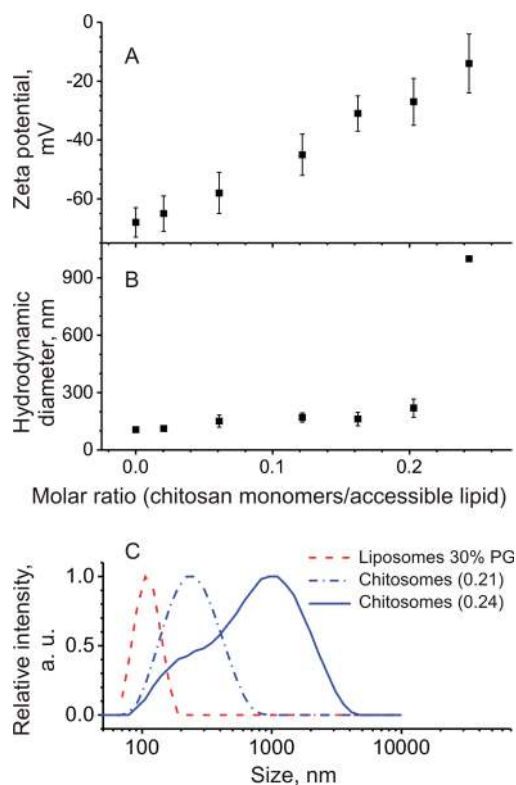 0
A
-20
-40
-60
Zeta potential,
mV
B
900
600
300
0
Hydrodynamic
diameter, nm
0.0 0.1 0.2
Molar ratio (chitosan monomers/accessible lipid)
C
Liposomes 30% PG
Chitosomes (0.21)
Chitosomes (0.24)
1.0
0.5
0.0
Relative intensity,
a. u.
100 1000 10000
Size, nm